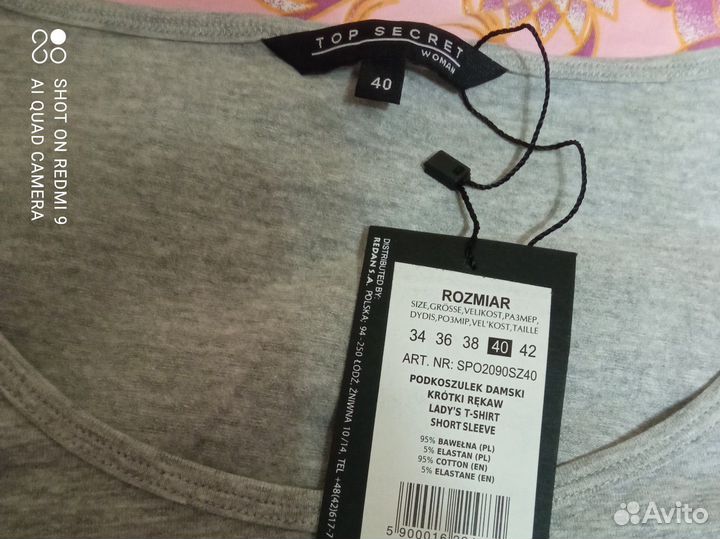 TOP SECRET
WOMAN
40
SHOT ON REDMI 9
AI QUAD CAMERA
DISTRIBUTED BY:
REDAN S.A. POLSKA; 94-250 ŁÓDŹ, ŻNIWNA 10/14, TEL +48(42)617-7
ROZMIAR
SIZE,GRÖSSE,VELIKOST,РАЗМЕР,
DYDIS,РОЗМІР,VEL'KOST,TAILLE
34 36 38 40 42
ART. NR: SPO2090SZ40
PODKOSZULEK DAMSKI
KRÓTKI RĘKAW
LADY'S T-SHIRT
SHORT SLEEVE
95% BAWEŁNA (PL)
5% ELASTAN (PL)
95% COTTON (EN)
5% ELASTANE (EN)
5 900016
Avito